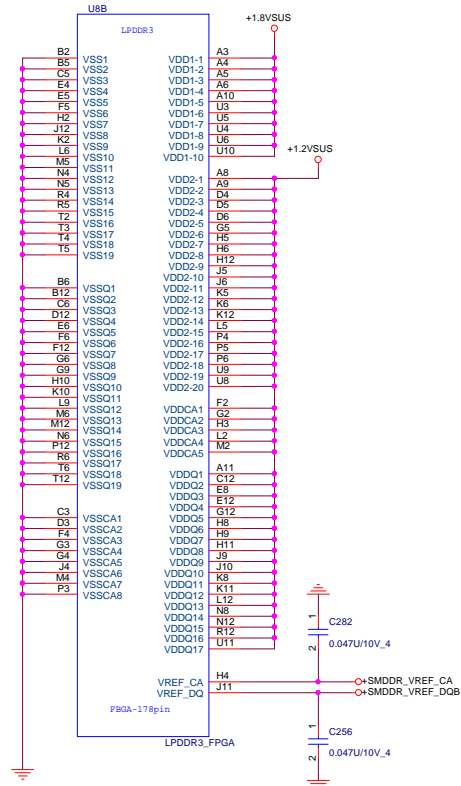 U8B
LPDDR3
B2 VSS1
B5 VSS2
C5 VSS3
E4 VSS4
E5 VSS5
F5 VSS6
H2 VSS7
J12 VSS8
K2 VSS9
L6 VSS10
M5 VSS11
N4 VSS12
N5 VSS13
R4 VSS14
R5 VSS15
T2 VSS16
T3 VSS17
T4 VSS18
T5 VSS19
B6 VSSQ1
B12 VSSQ2
C6 VSSQ3
D12 VSSQ4
E6 VSSQ5
F6 VSSQ6
F12 VSSQ7
G6 VSSQ8
G9 VSSQ9
H10 VSSQ10
K10 VSSQ11
L9 VSSQ12
M6 VSSQ13
M12 VSSQ14
N6 VSSQ15
P12 VSSQ16
R6 VSSQ17
T6 VSSQ18
T12 VSSQ19
C3 VSSCA1
D3 VSSCA2
F4 VSSCA3
G3 VSSCA4
G4 VSSCA5
J4 VSSCA6
M4 VSSCA7
P3 VSSCA8
+1.8VSUS
VDD1-1 A3
VDD1-2 A4
VDD1-3 A5
VDD1-4 A6
VDD1-5 A10
VDD1-6 U3
VDD1-7 U5
VDD1-8 U4
VDD1-9 U6
VDD1-10 U10
+1.2VSUS
VDD2-1 A8
VDD2-2 A9
VDD2-3 D4
VDD2-4 D5
VDD2-5 D6
VDD2-6 G5
VDD2-7 H5
VDD2-8 H6
VDD2-9 H12
VDD2-10 J5
VDD2-11 J6
VDD2-12 K5
VDD2-13 K6
VDD2-14 K12
VDD2-15 L5
VDD2-16 P4
VDD2-17 P5
VDD2-18 P6
VDD2-19 U9
VDD2-20 U8
VDDCA1 F2
VDDCA2 G2
VDDCA3 H3
VDDCA4 L2
VDDCA5 M2
VDDQ1 A11
VDDQ2 C12
VDDQ3 E8
VDDQ4 E12
VDDQ5 G12
VDDQ6 H8
VDDQ7 H9
VDDQ8 H11
VDDQ9 J9
VDDQ10 J10
VDDQ11 K8
VDDQ12 K11
VDDQ13 L12
VDDQ14 N8
VDDQ15 N12
VDDQ16 R12
VDDQ17 U11
1
C282
2
0.047U/10V_4
VREF_CA H4
+SMDDR_VREF_CA
VREF_DQ J11
+SMDDR_VREF_DQB
FBGA-178pin
LPDDR3_FPGA
1
C256
2
0.047U/10V_4